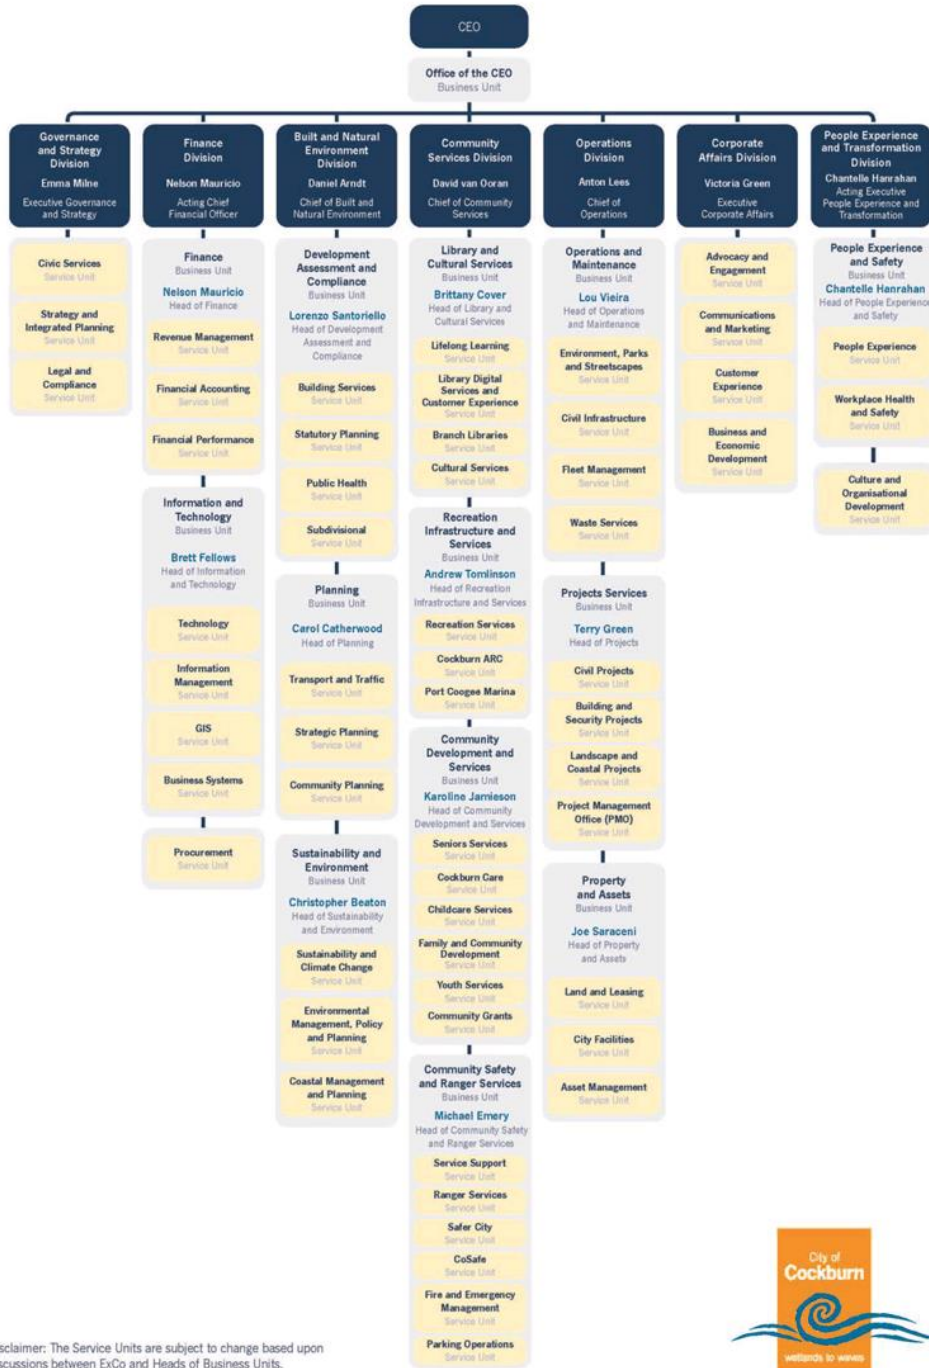 CEO
Office of the CEO
Business Unit
Governance
and Strategy
Division
Emma Milne
Executive Governance
and Strategy
Civic Services
Service Unit
Strategy and
Integrated Planning
Service Unit
Legal and
Compliance
Service Unit
Finance
Division
Nelson Mauricio
Acting Chief
Financial Officer
Finance
Business Unit
Nelson Mauricio
Head of Finance
Revenue Management
Service Unit
Financial Accounting
Service Unit
Financial Performance
Service Unit
Information and
Technology
Business Unit
Brett Fellows
Head of Information
and Technology
Technology
Service Unit
Information
Management
Service Unit
GIS
Service Unit
Business Systems
Service Unit
Procurement
Service Unit
Built and Natural
Environment
Division
Daniel Arndt
Chief of Built and
Natural Environment
Development
Assessment and
Compliance
Business Unit
Lorenzo Santoriello
Head of Development
Assessment and
Compliance
Building Services
Service Unit
Statutory Planning
Service Unit
Public Health
Service Unit
Subdivisional
Service Unit
Planning
Business Unit
Carol Catherwood
Head of Planning
Transport and Traffic
Service Unit
Strategic Planning
Service Unit
Community Planning
Service Unit
Sustainability and
Environment
Business Unit
Christopher Beaton
Head of Sustainability
and Environment
Sustainability and
Climate Change
Service Unit
Environmental
Management, Policy
and Planning
Service Unit
Coastal Management
and Planning
Service Unit
Community
Services Division
David van Ooran
Chief of Community
Services
Library and
Cultural Services
Business Unit
Brittany Cover
Head of Library and
Cultural Services
Lifelong Learning
Service Unit
Library Digital
Services and
Customer Experience
Service Unit
Branch Libraries
Service Unit
Cultural Services
Service Unit
Recreation
Infrastructure and
Services
Business Unit
Andrew Tomlinson
Head of Recreation
Infrastructure and Services
Recreation Services
Service Unit
Cockburn ARC
Service Unit
Port Coogee Marina
Service Unit
Community
Development and
Services
Business Unit
Karoline Jamieson
Head of Community
Development and Services
Seniors Services
Service Unit
Cockburn Care
Service Unit
Childcare Services
Service Unit
Family and Community
Development
Service Unit
Youth Services
Service Unit
Community Grants
Service Unit
Community Safety
and Ranger Services
Business Unit
Michael Emery
Head of Community Safety
and Ranger Services
Service Support
Service Unit
Ranger Services
Service Unit
Safer City
Service Unit
CoSafe
Service Unit
Fire and Emergency
Management
Service Unit
Parking Operations
Service Unit
Operations
Division
Anton Lees
Chief of
Operations
Operations and
Maintenance
Business Unit
Lou Vieira
Head of Operations
and Maintenance
Environment, Parks
and Streetscapes
Service Unit
Civil Infrastructure
Service Unit
Fleet Management
Service Unit
Waste Services
Service Unit
Projects Services
Business Unit
Terry Green
Head of Projects
Civil Projects
Service Unit
Building and
Security Projects
Service Unit
Landscape and
Coastal Projects
Service Unit
Project Management
Office (PMO)
Service Unit
Property
and Assets
Business Unit
Joe Saraceni
Head of Property
and Assets
Land and Leasing
Service Unit
City Facilities
Service Unit
Asset Management
Service Unit
Corporate
Affairs Division
Victoria Green
Executive
Corporate Affairs
Advocacy and
Engagement
Service Unit
Communications
and Marketing
Service Unit
Customer
Experience
Service Unit
Business and
Economic
Development
Service Unit
People Experience
and Transformation
Division
Chantelle Hanrahan
Acting Executive
People Experience and
Transformation
People Experience
and Safety
Business Unit
Chantelle Hanrahan
Head of People Experience
and Safety
People Experience
Service Unit
Workplace Health
and Safety
Service Unit
Culture and
Organisational
Development
Service Unit
sclaimer: The Service Units are subject to change based upon
scussions between ExCo and Heads of Business Units.
City of
Cockburn
wetlands to waves